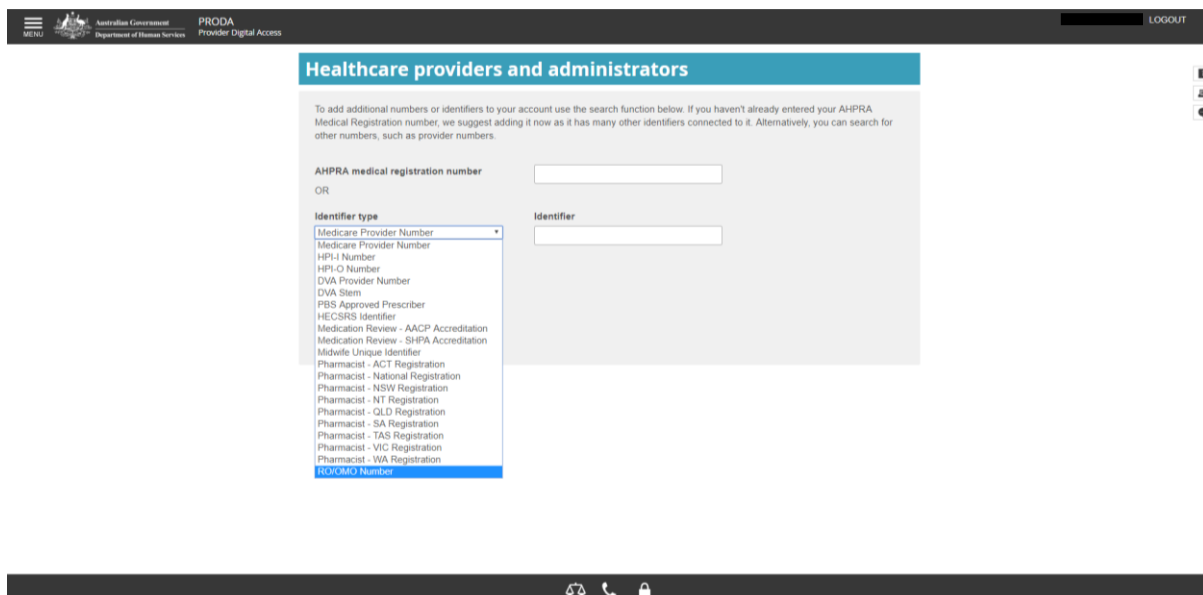 MENU
Australian Government
Department of Human Services
PRODA
Provider Digital Access
LOGOUT
Healthcare providers and administrators
To add additional numbers or identifiers to your account use the search function below. If you haven't already entered your AHPRA
Medical Registration number, we suggest adding it now as it has many other identifiers connected to it. Alternatively, you can search for
other numbers, such as provider numbers.
AHPRA medical registration number
OR
Identifier type
Identifier
Medicare Provider Number
Medicare Provider Number
HPI-I Number
HPI-O Number
DVA Provider Number
DVA Stem
PBS Approved Prescriber
HECSRS Identifier
Medication Review - AACP Accreditation
Medication Review - SHPA Accreditation
Midwife Unique Identifier
Pharmacist - ACT Registration
Pharmacist - National Registration
Pharmacist - NSW Registration
Pharmacist - NT Registration
Pharmacist - QLD Registration
Pharmacist - SA Registration
Pharmacist - TAS Registration
Pharmacist - VIC Registration
Pharmacist - WA Registration
RO/OMO Number